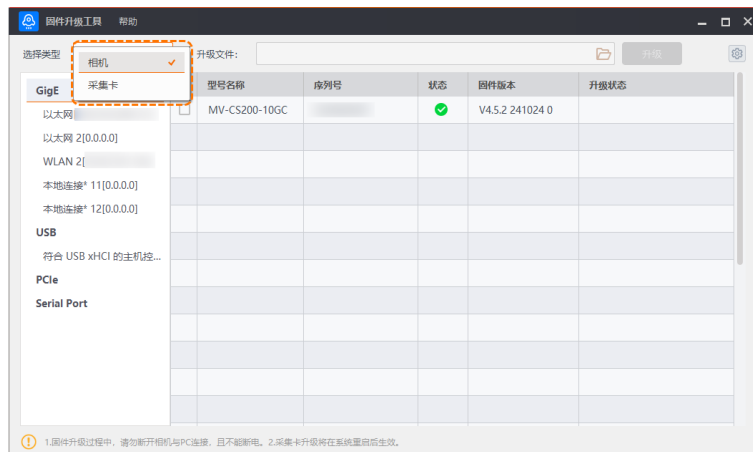 固件升级工具 帮助
选择类型
相机
采集卡
升级文件:
升级
型号名称 序列号 状态 固件版本 升级状态
MV-CS200-10GC V4.5.2 241024 0
GigE
以太网
以太网 2[0.0.0.0]
WLAN 2[
本地连接* 11[0.0.0.0]
本地连接* 12[0.0.0.0]
USB
符合 USB xHCI 的主机控...
PCIe
Serial Port
1.固件升级过程中，请勿断开相机与PC连接，且不能断电。2.采集卡升级将在系统重启后生效。